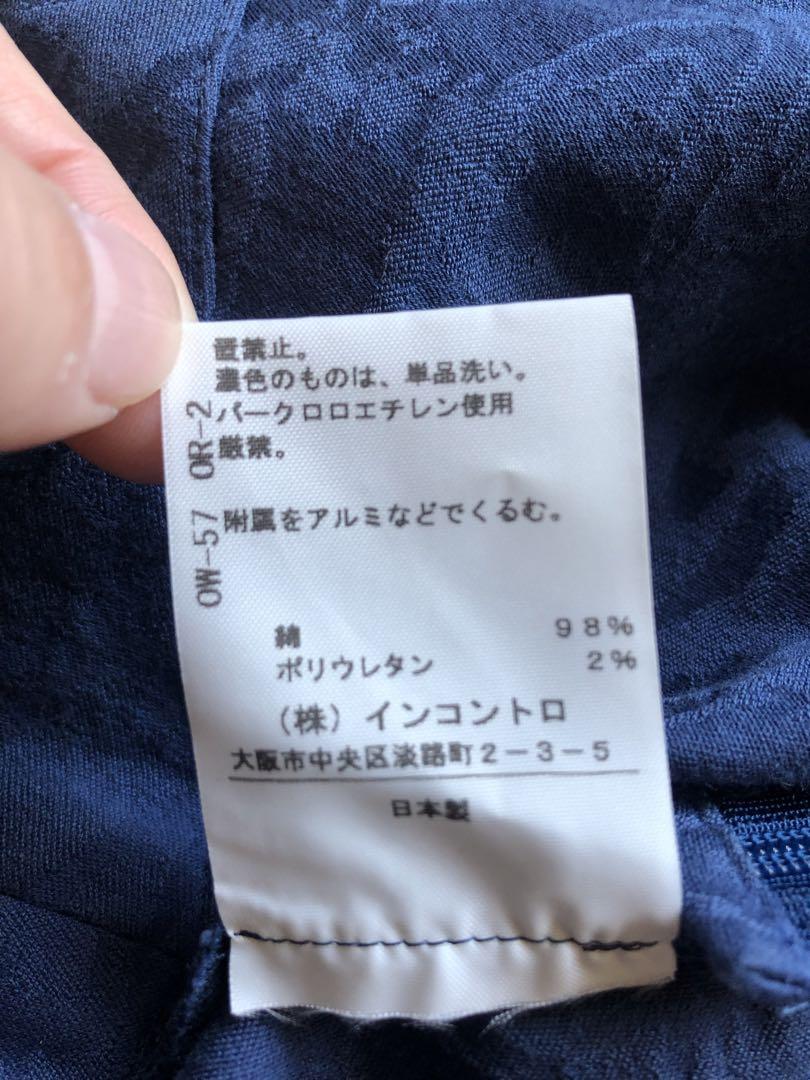 置禁止。
濃色のものは、単品洗い。
パークロロエチレン使用
厳禁。
附属をアルミなどでくるむ。
OW-57 OR-2
綿 98%
ポリウレタン 2%
（株）インコントロ
大阪市中央区淡路町2-3-5
日本製